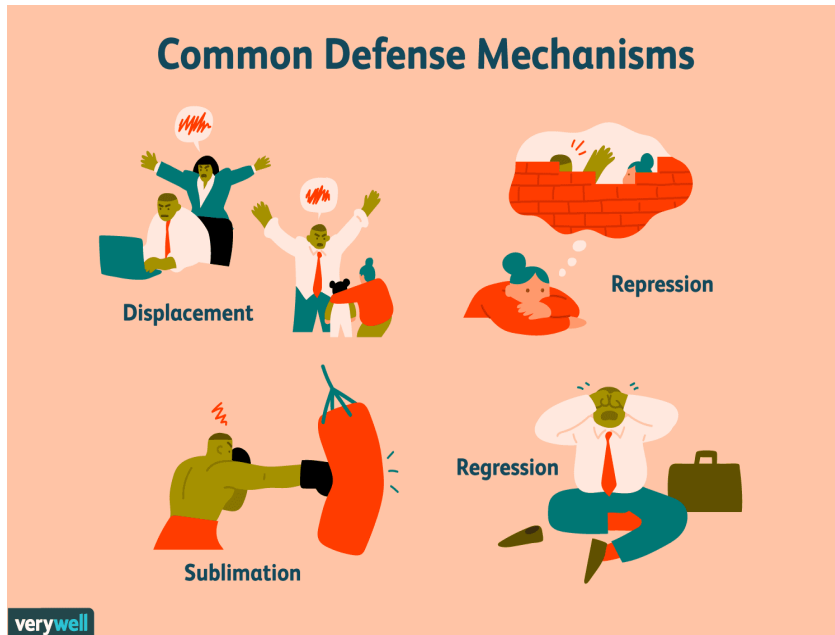 Common Defense Mechanisms
Displacement
Repression
Sublimation
Regression
verywell